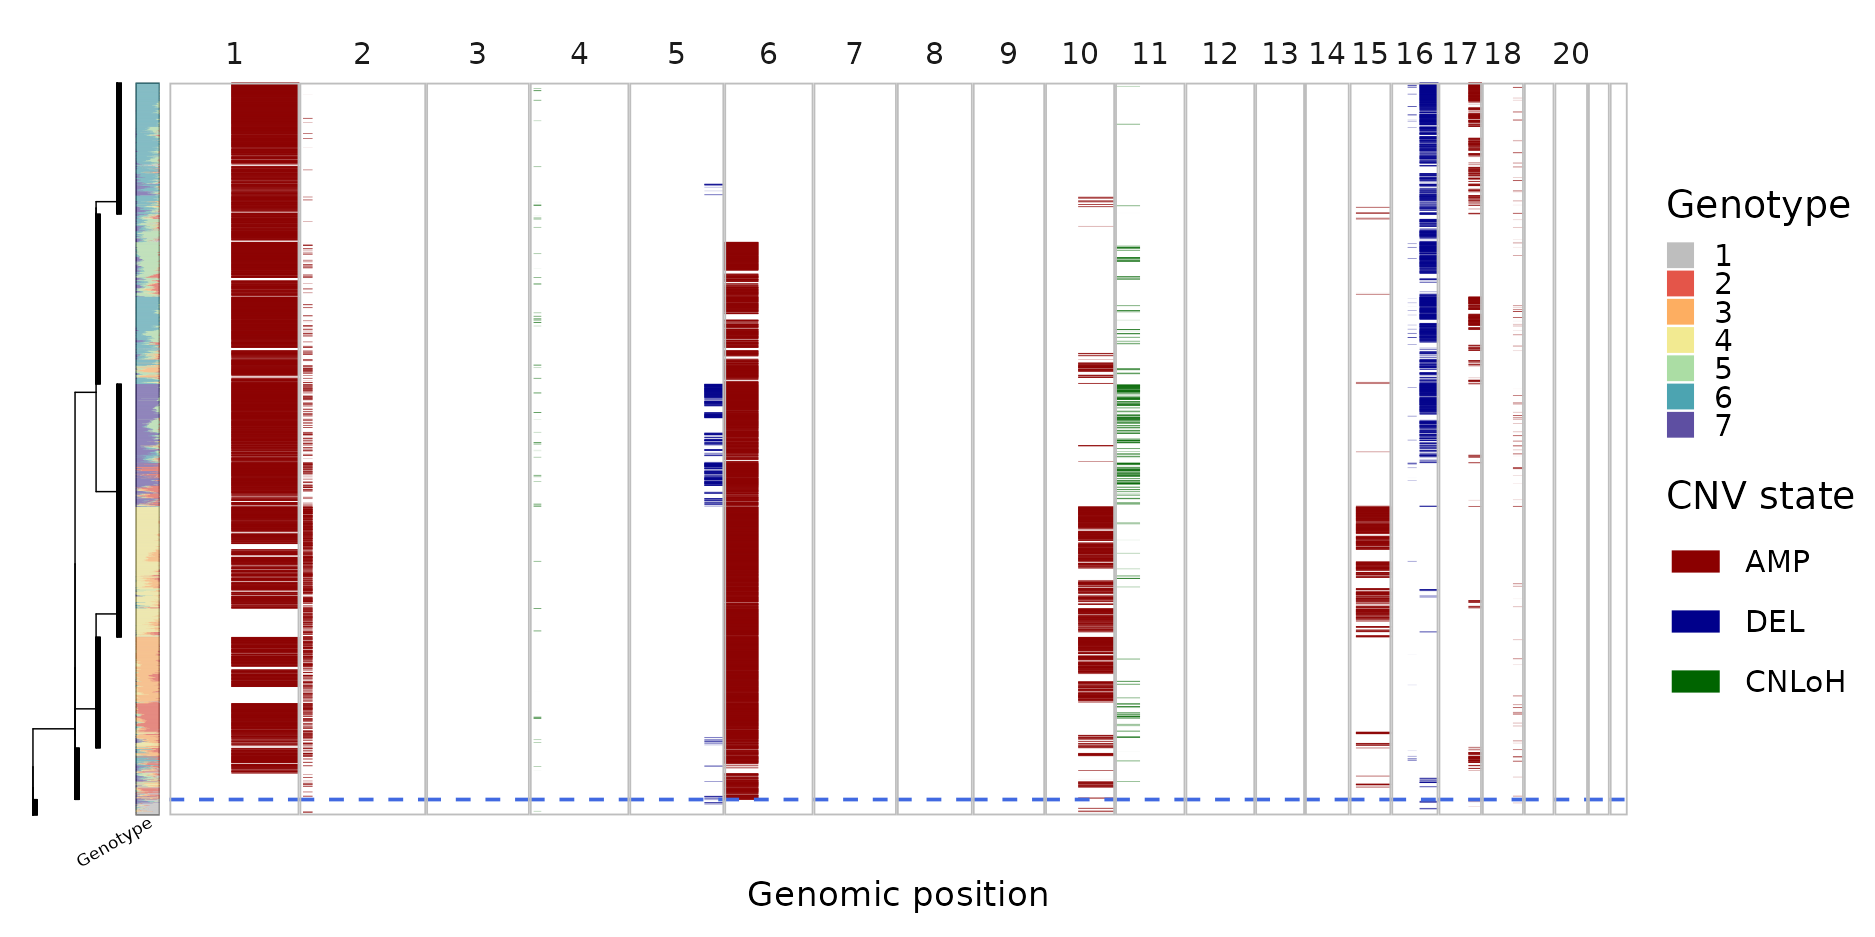 1 2 3 4 5 6 7 8 9 10 11 12 13 14 15 16 17 18 20
Genotype
1
2
3
4
5
6
7
CNV state
AMP
DEL
CNLoH
Genotype
Genomic position